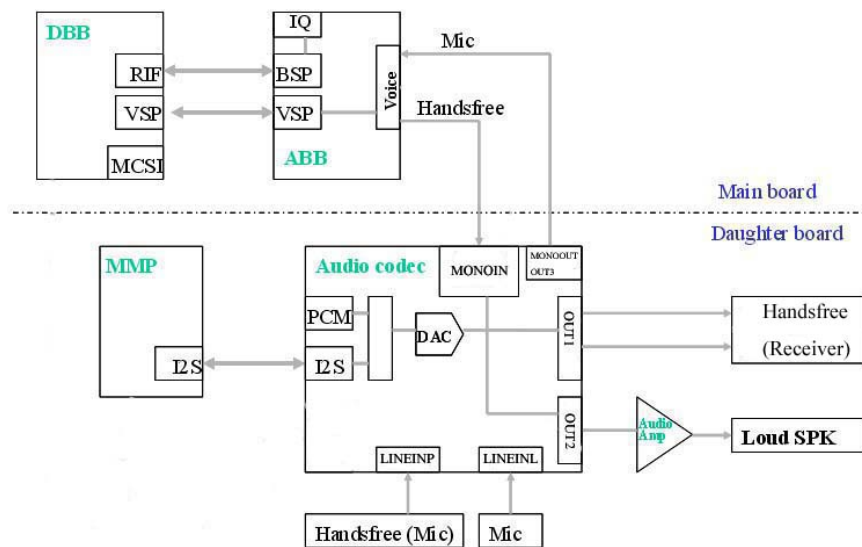 DBB
RIF
VSP
MCSI
IQ
BSP
VSP
ABB
Voice
Mic
Handsfree
Main board
Daughter board
MMP
I2S
Audio codec
MONOIN
MONOOUT
OUT3
PCM
I2S
DAC
OUT1
OUT2
LINEINP
LINEINL
Handsfree
(Receiver)
Audio
Amp
Loud SPK
Handsfree (Mic)
Mic